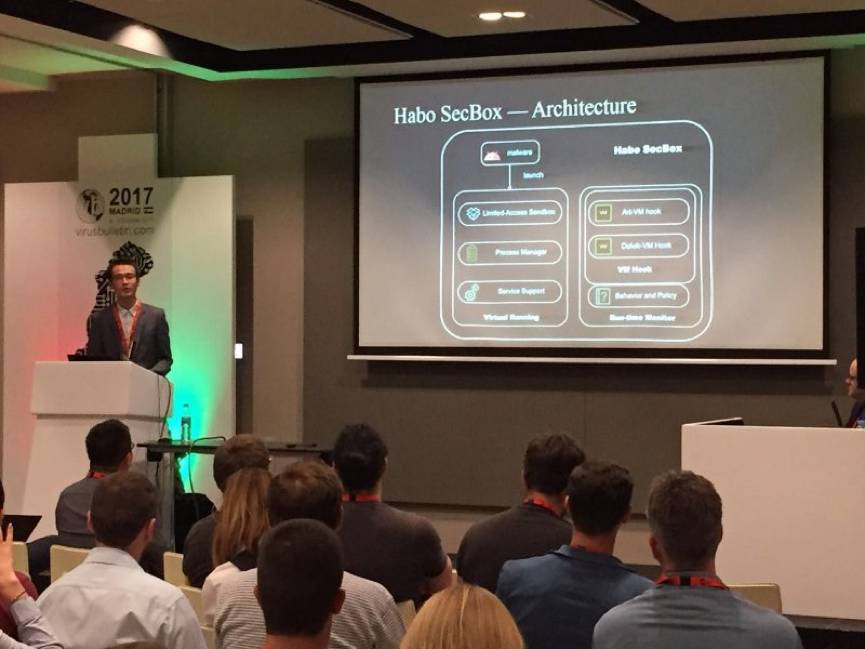 Habo SecBox — Architecture
malware
Habo SecBox
launch
Limited-Access Sandbox
Process Manager
Service Support
Virtual Running
Art-VM hook
Dalvik-VM Hook
VM Hook
Behavior and Policy
Run-time Monitor
2017
MADRID
virusbulletin.com